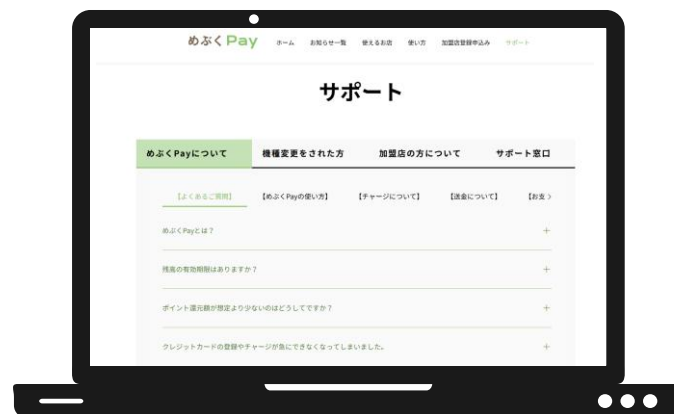 めぶくPay ホーム お知らせ一覧 使えるお店 使い方 加盟店登録申込み サポート
サポート
めぶくPayについて 機種変更をされた方 加盟店の方について サポート窓口
【よくあるご質問】 【めぶくPayの使い方】 【チャージについて】 【送金について】 【お支
めぶくPayとは？
残高の有効期限はありますか？
ポイント還元額が想定より少ないのはどうしてですか？
クレジットカードの登録やチャージが急にできなくなってしまいました。